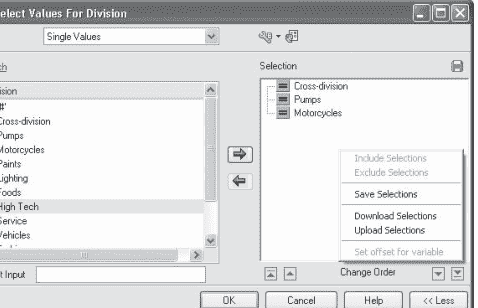 elect Values For Division
Single Values
ch
Selection
ision
#'
Cross-division
Pumps
Motorcycles
Paints
Lighting
Foods
High Tech
Service
Vehicles
Cross-division
Pumps
Motorcycles
Include Selections
Exclude Selections
Save Selections
Download Selections
Upload Selections
Set offset for variable
t Input
Change Order
OK
Cancel
Help
<< Less